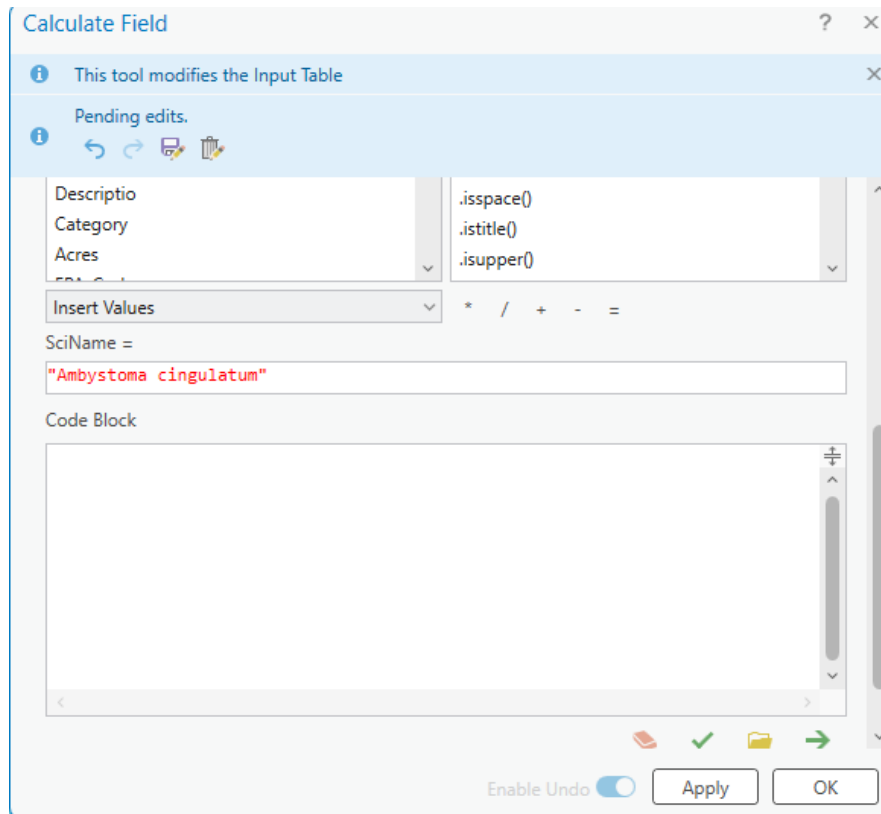 Calculate Field ?
This tool modifies the Input Table
Pending edits.
Descriptio
Category
Acres
.isspace()
.istitle()
.isupper()
Insert Values
* / + - =
SciName =
"Ambystoma cingulatum"
Code Block
Enable Undo Apply OK